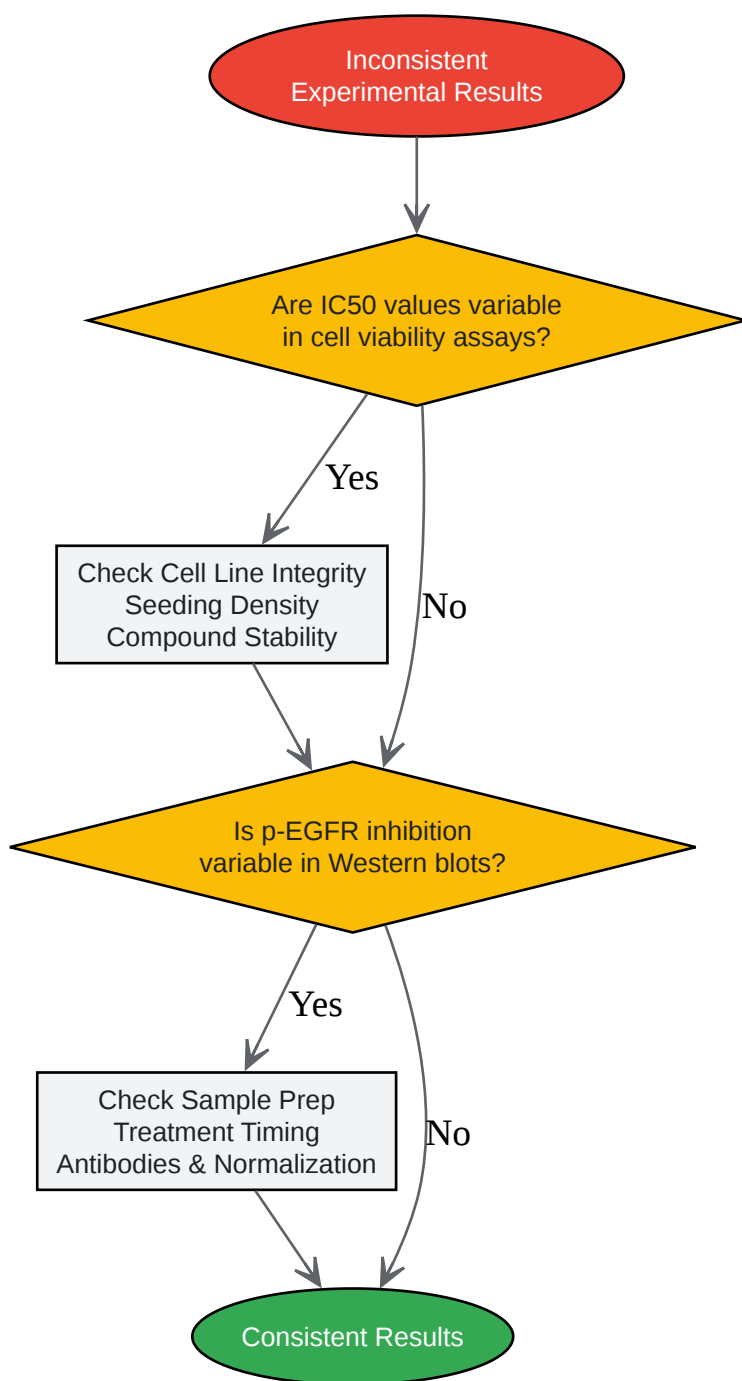 Inconsistent
Experimental Results
Are IC50 values variable
in cell viability assays?
Yes
Check Cell Line Integrity
Seeding Density
Compound Stability
No
Is p-EGFR inhibition
variable in Western blots?
Yes
Check Sample Prep
Treatment Timing
Antibodies & Normalization
No
Consistent Results